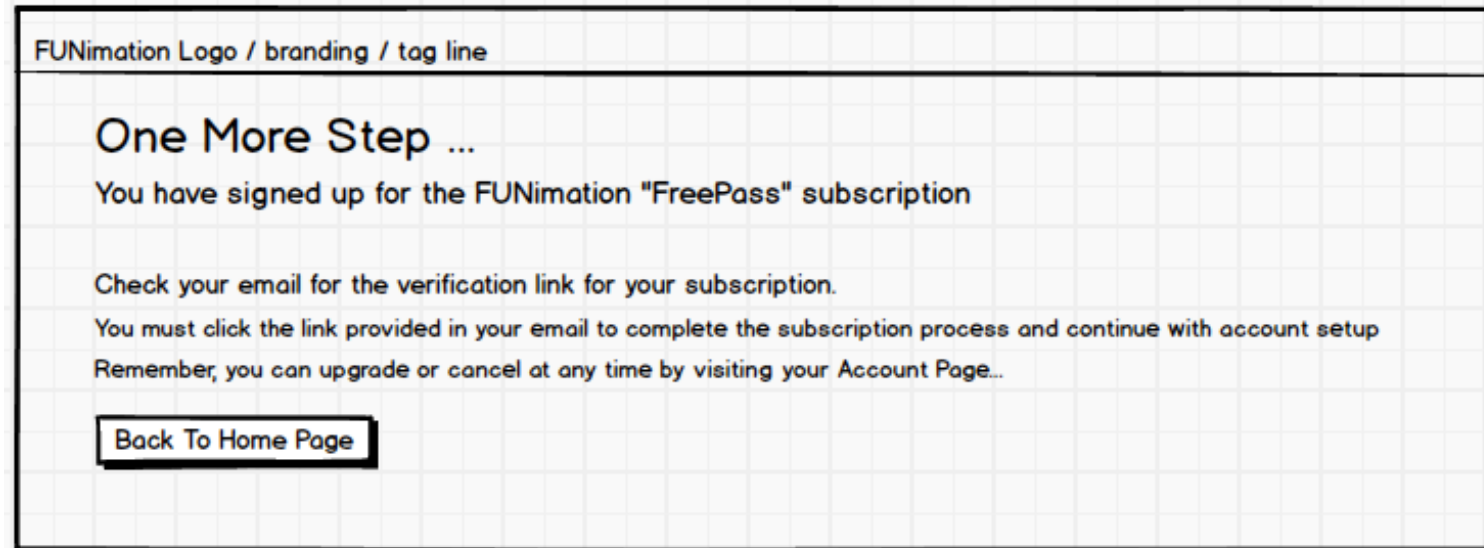 FUNimation Logo / branding / tag line
One More Step ...
You have signed up for the FUNimation "FreePass" subscription
Check your email for the verification link for your subscription.
You must click the link provided in your email to complete the subscription process and continue with account setup
Remember, you can upgrade or cancel at any time by visiting your Account Page...
Back To Home Page